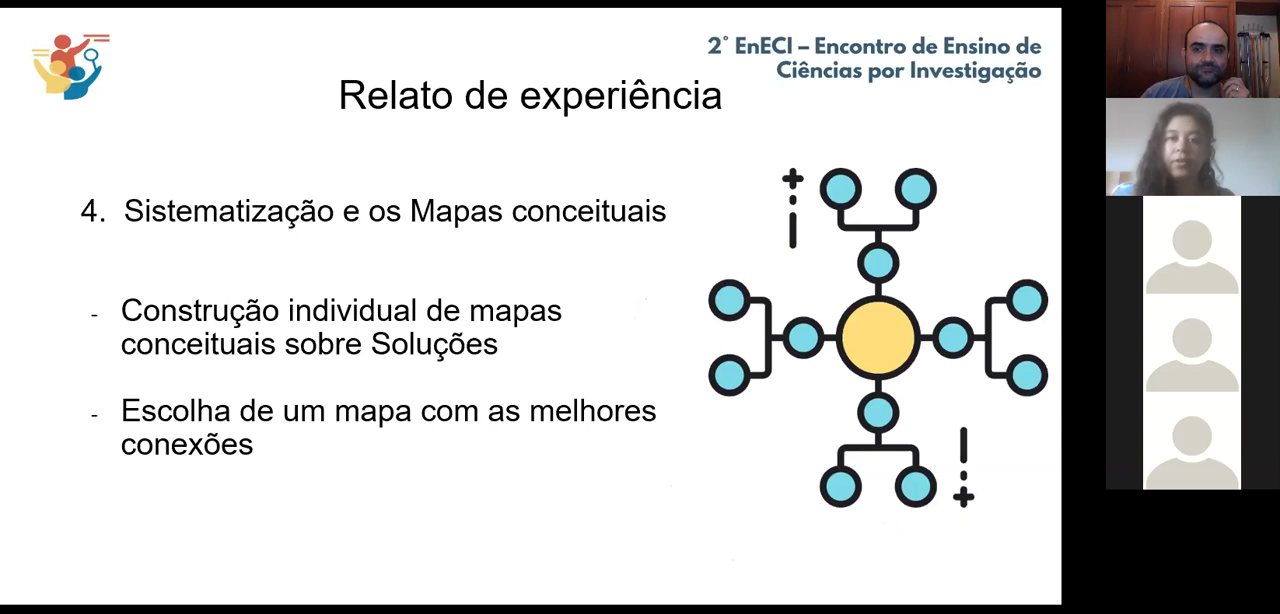 2° EnECI – Encontro de Ensino de
Ciências por Investigação
Relato de experiência
4. Sistematização e os Mapas conceituais
- Construção individual de mapas
conceituais sobre Soluções
- Escolha de um mapa com as melhores
conexões